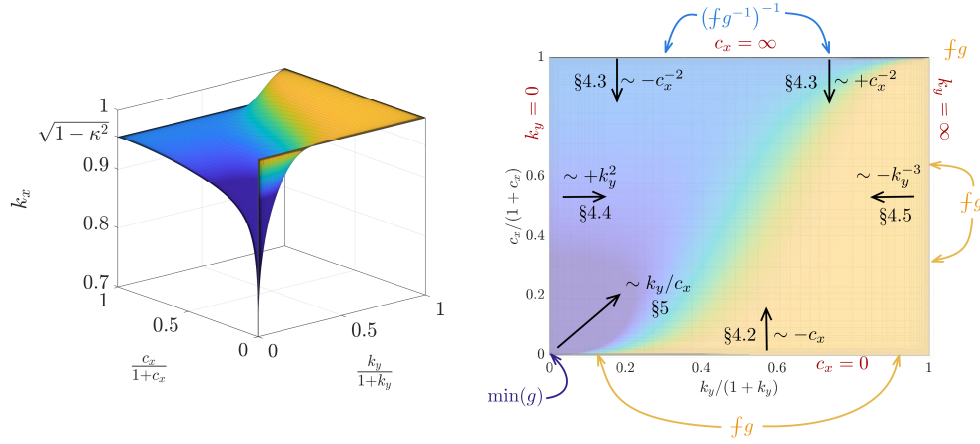 k_x
1
√1 − κ²
0.9
0.8
0.7
1
0.5
0
c_x/(1+c_x)
0
0.5
1
k_y/(1+k_y)
(fg⁻¹)⁻¹
c_x = ∞
fg
k_y = 0
k_y = ∞
§4.3 ∼ −c_x⁻²
§4.3 ∼ +c_x⁻²
∼ +k_y²
§4.4
∼ −k_y⁻³
§4.5
fg
∼ k_y/c_x
§5
§4.2 ∼ −c_x
c_x = 0
1
0.8
0.6
0.4
0.2
0
c_x/(1 + c_x)
0 0.2 0.4 0.6 0.8 1
k_y/(1 + k_y)
min(g)
fg